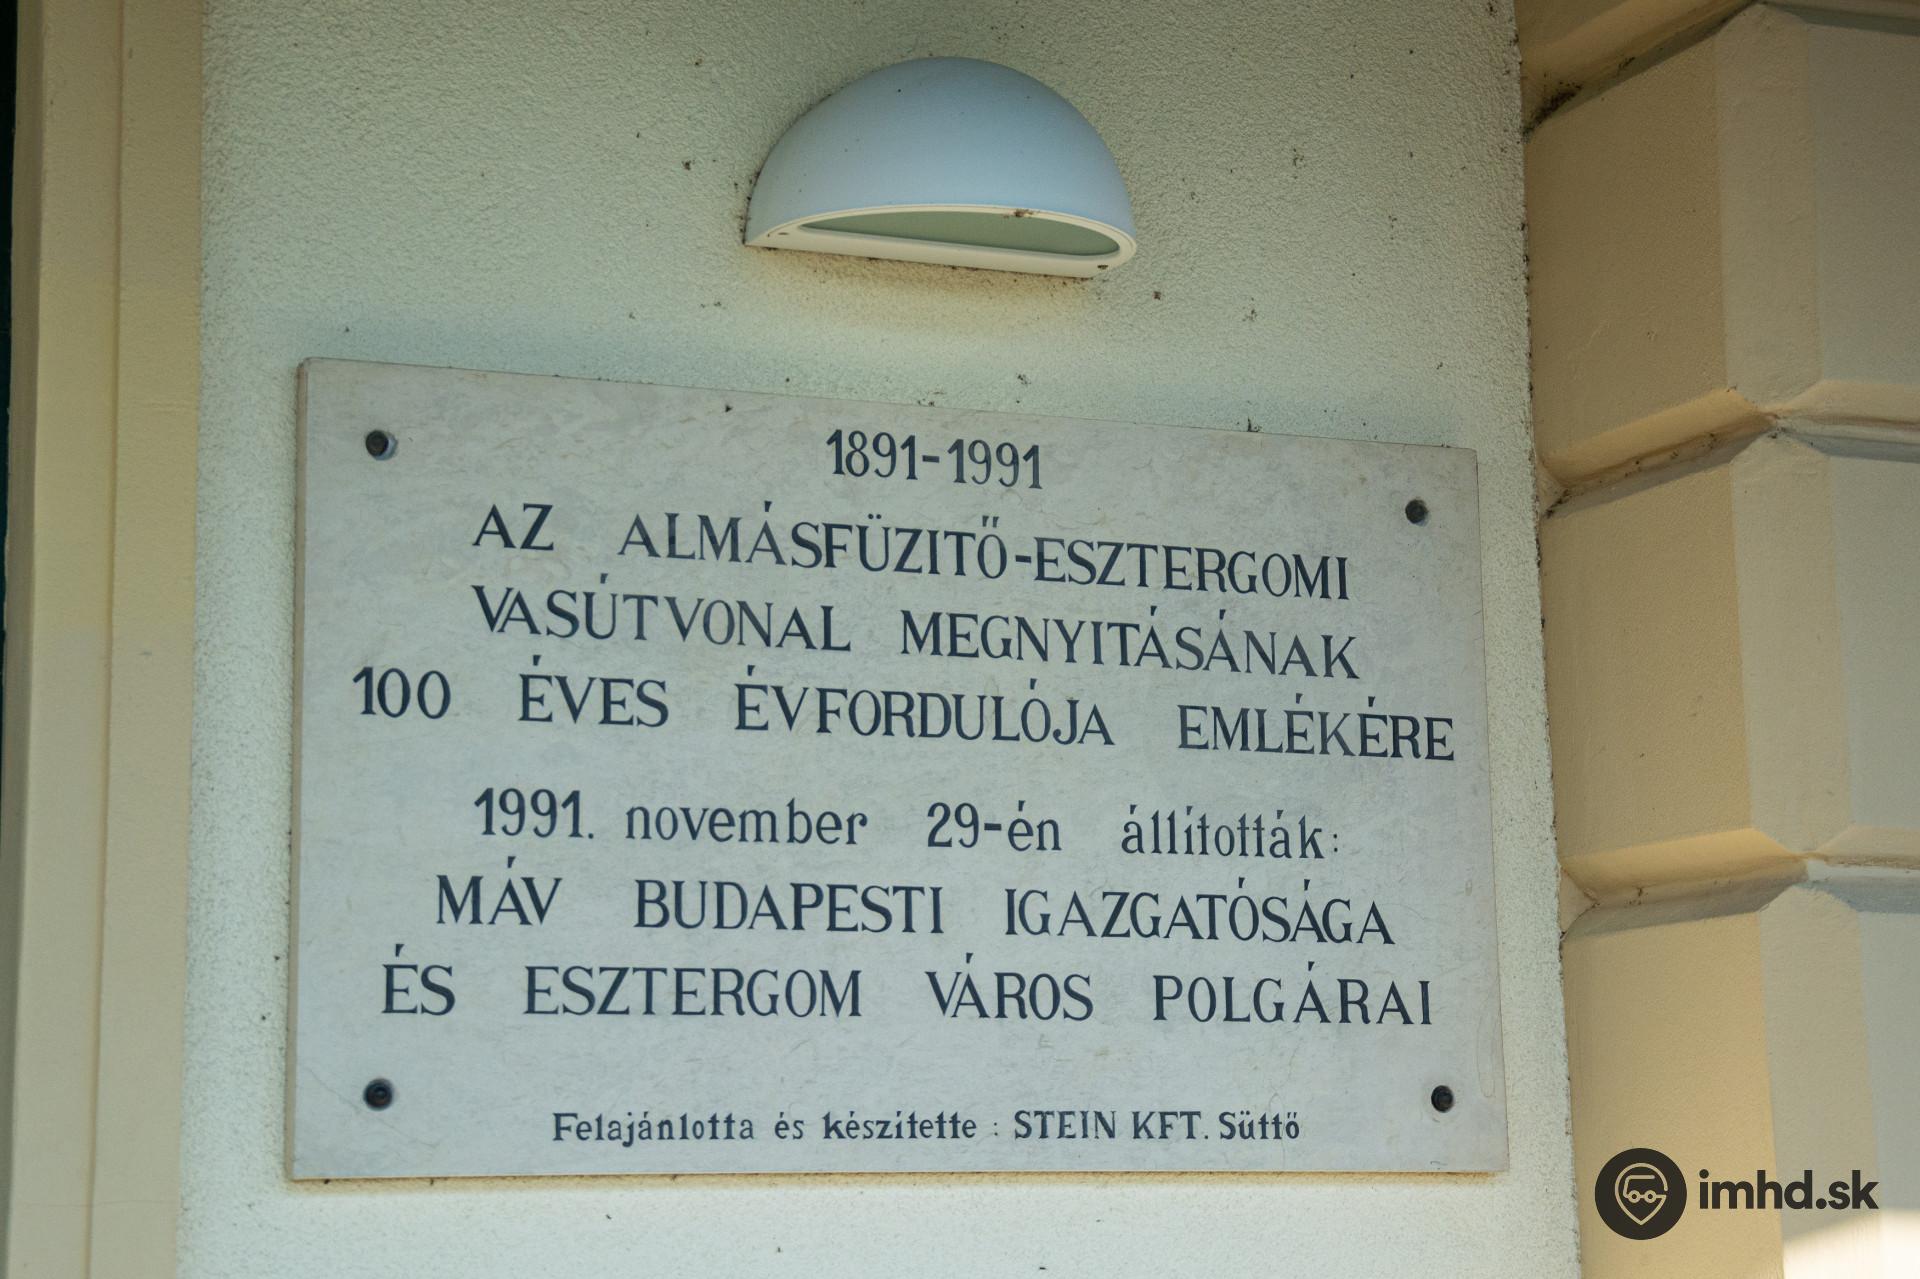 1891-1991
AZ ALMÁSFÜZITŐ-ESZTERGOMI
VASÚTVONAL MEGNYITÁSÁNAK
100 ÉVES ÉVFORDULÓJA EMLÉKÉRE
1991. november 29-én állították:
MÁV BUDAPESTI IGAZGATÓSÁGA
ÉS ESZTERGOM VÁROS POLGÁRAI
Felajánlotta és készítette : STEIN KFT. Süttő
imhd.sk